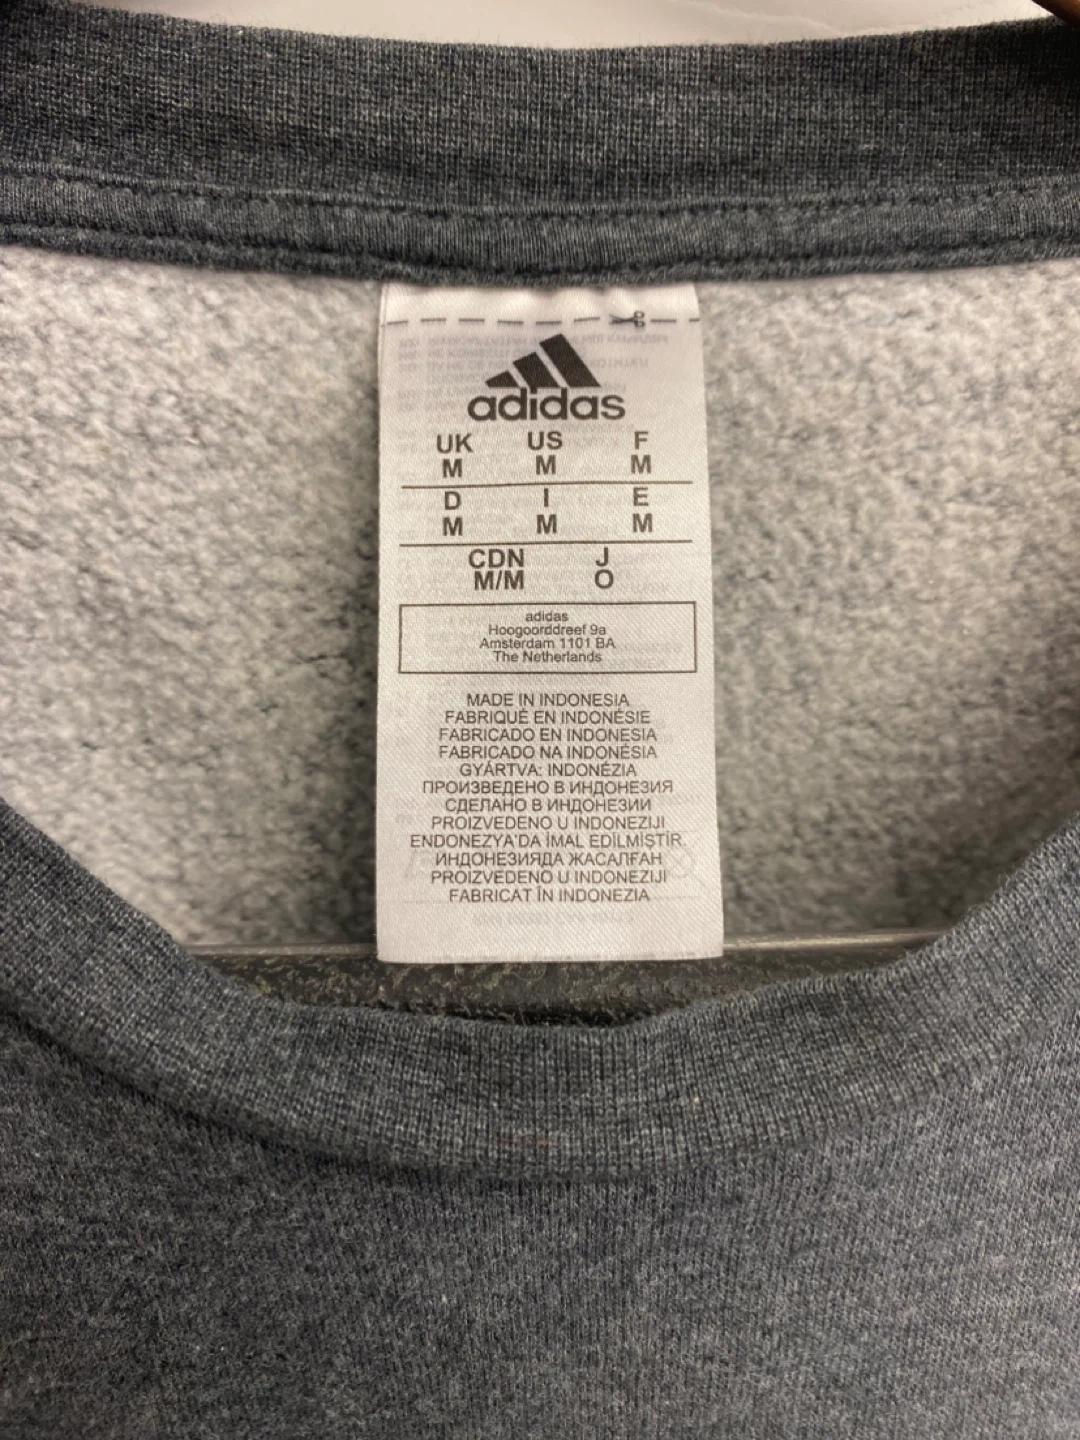 adidas
UK US F
M M M
D I E
M M M
CDN J
M/M O
adidas
Hoogoorddreef 9a
Amsterdam 1101 BA
The Netherlands
MADE IN INDONESIA
FABRIQUÉ EN INDONÉSIE
FABRICADO EN INDONESIA
FABRICADO NA INDONÉSIA
GYÁRTVA: INDONÉZIA
ПРОИЗВЕДЕНО В ИНДОНЕЗИЯ
СДЕЛАНО В ИНДОНЕЗИИ
PROIZVEDENO U INDONEZIJI
ENDONEZYA'DA İMAL EDİLMİŞTİR.
ИНДОНЕЗИЯДА ЖАСАЛҒАН
PROIZVEDENO U INDONEZIJI
FABRICAT ÎN INDONEZIA